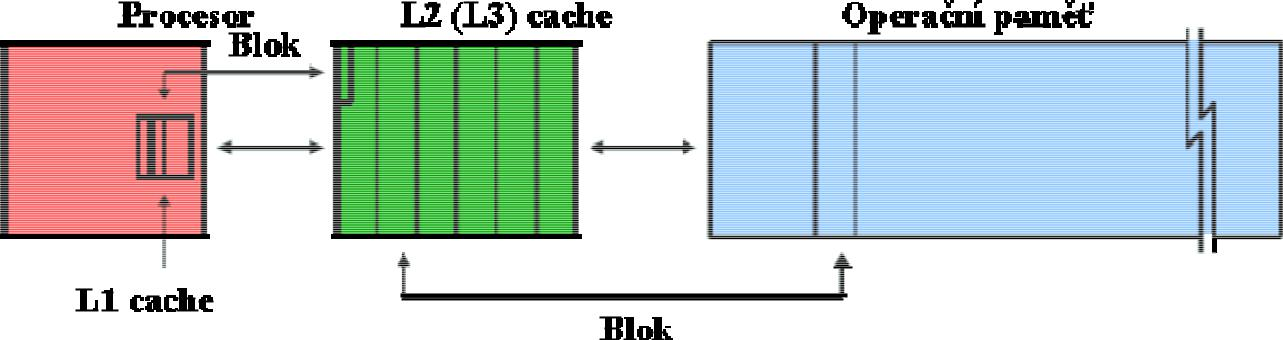 Procesor
L2 (L3) cache
Operační paměť
Blok
L1 cache
Blok